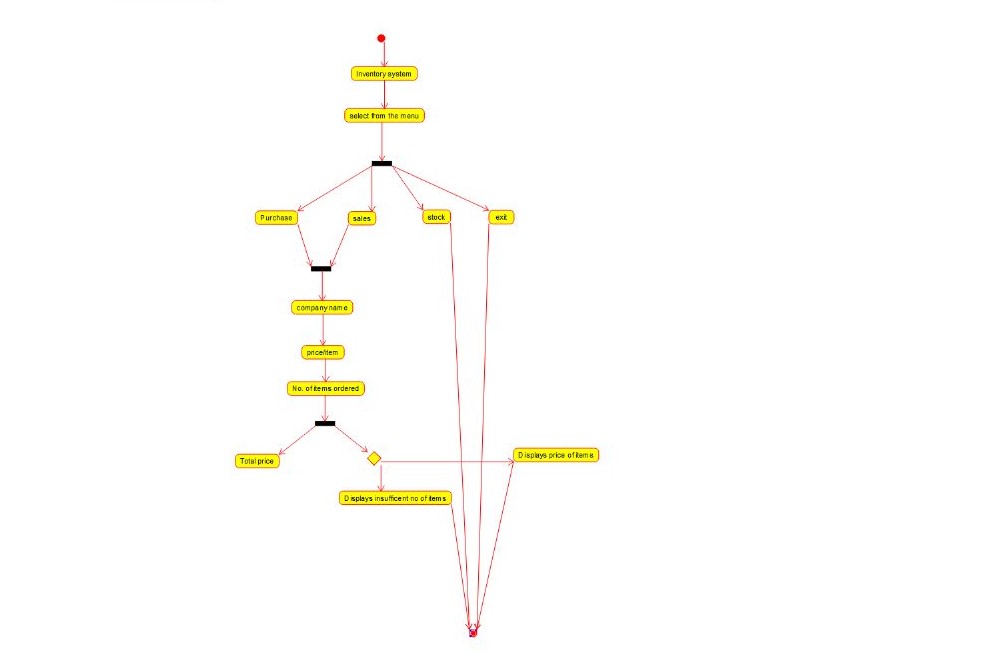 Inventory system
select from the menu
Purchase
sales
stock
exit
company name
price/item
No. of items ordered
Total price
Displays price of items
Displays insufficent no of items